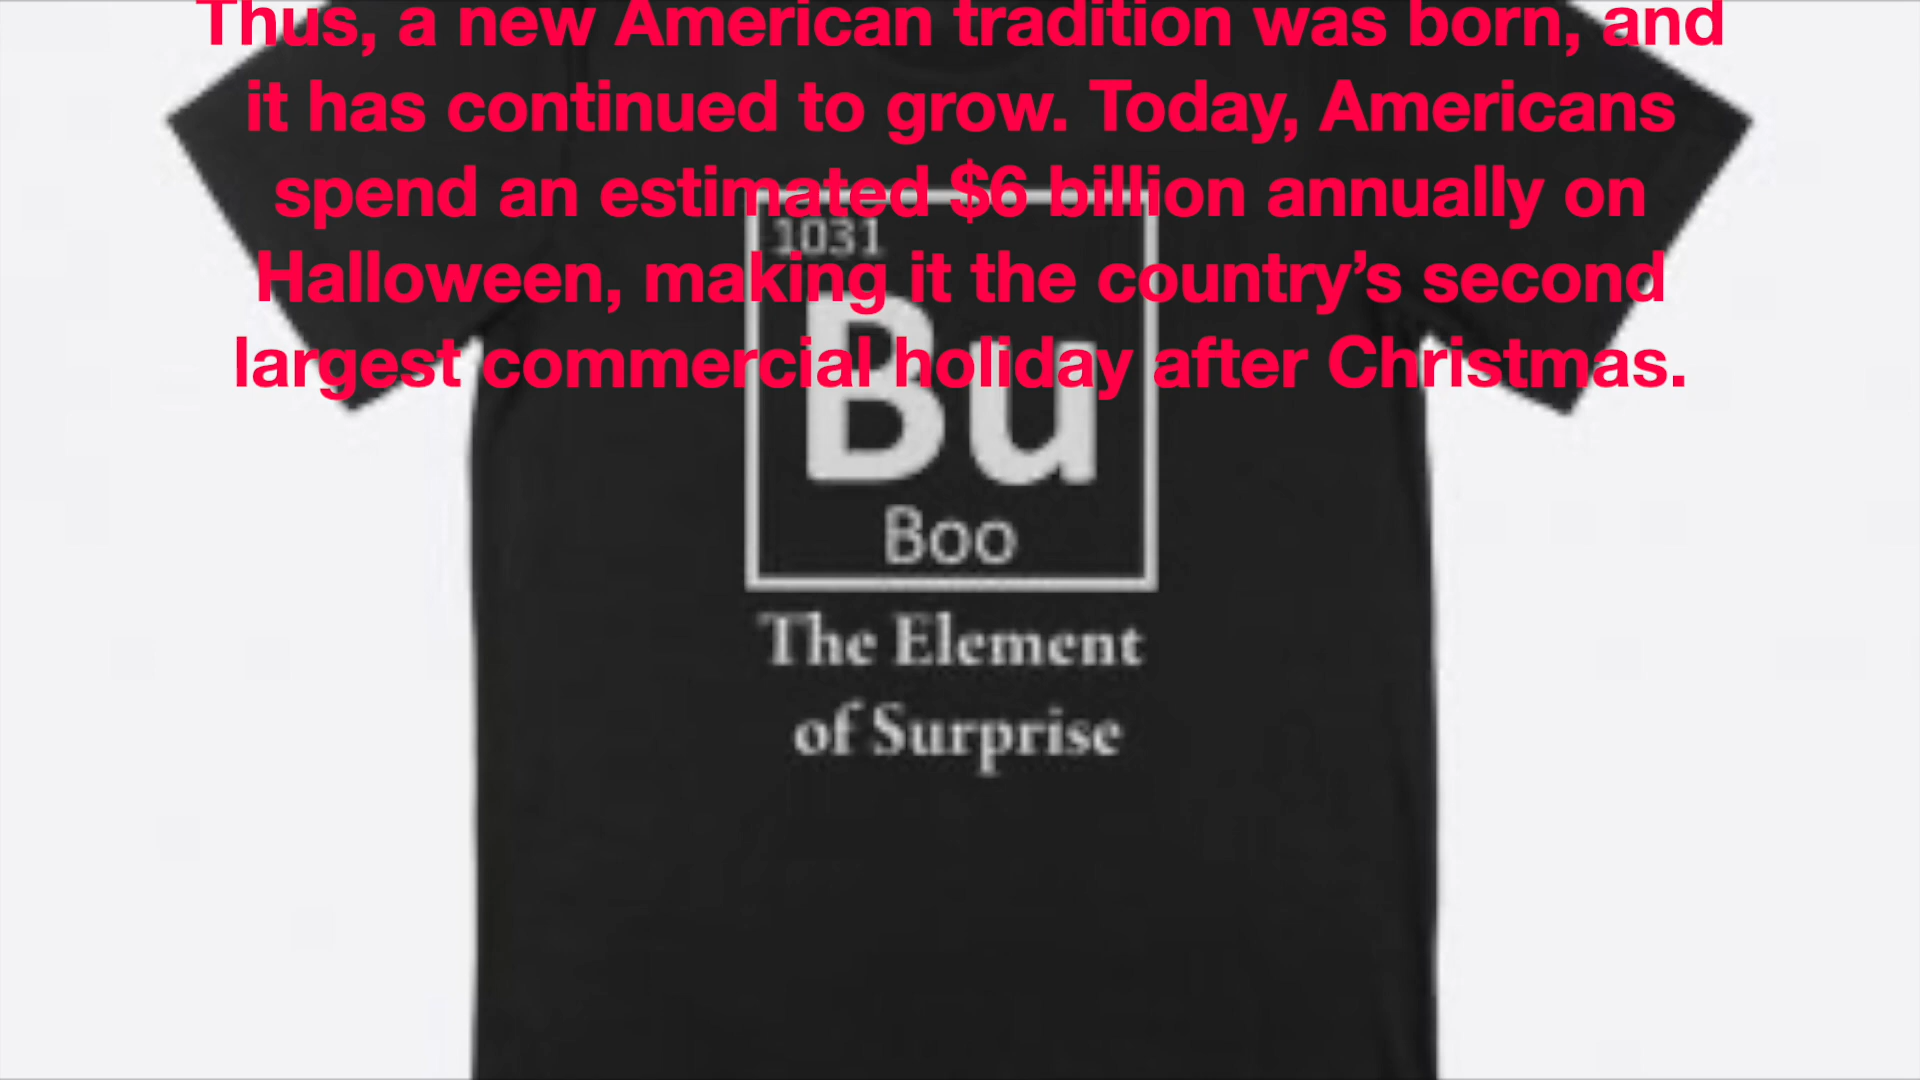 Thus, a new American tradition was born, and
it has continued to grow. Today, Americans
spend an estimated $6 billion annually on
Halloween, making it the country’s second
largest commercial holiday after Christmas.
1031
Bu
Boo
The Element
of Surprise